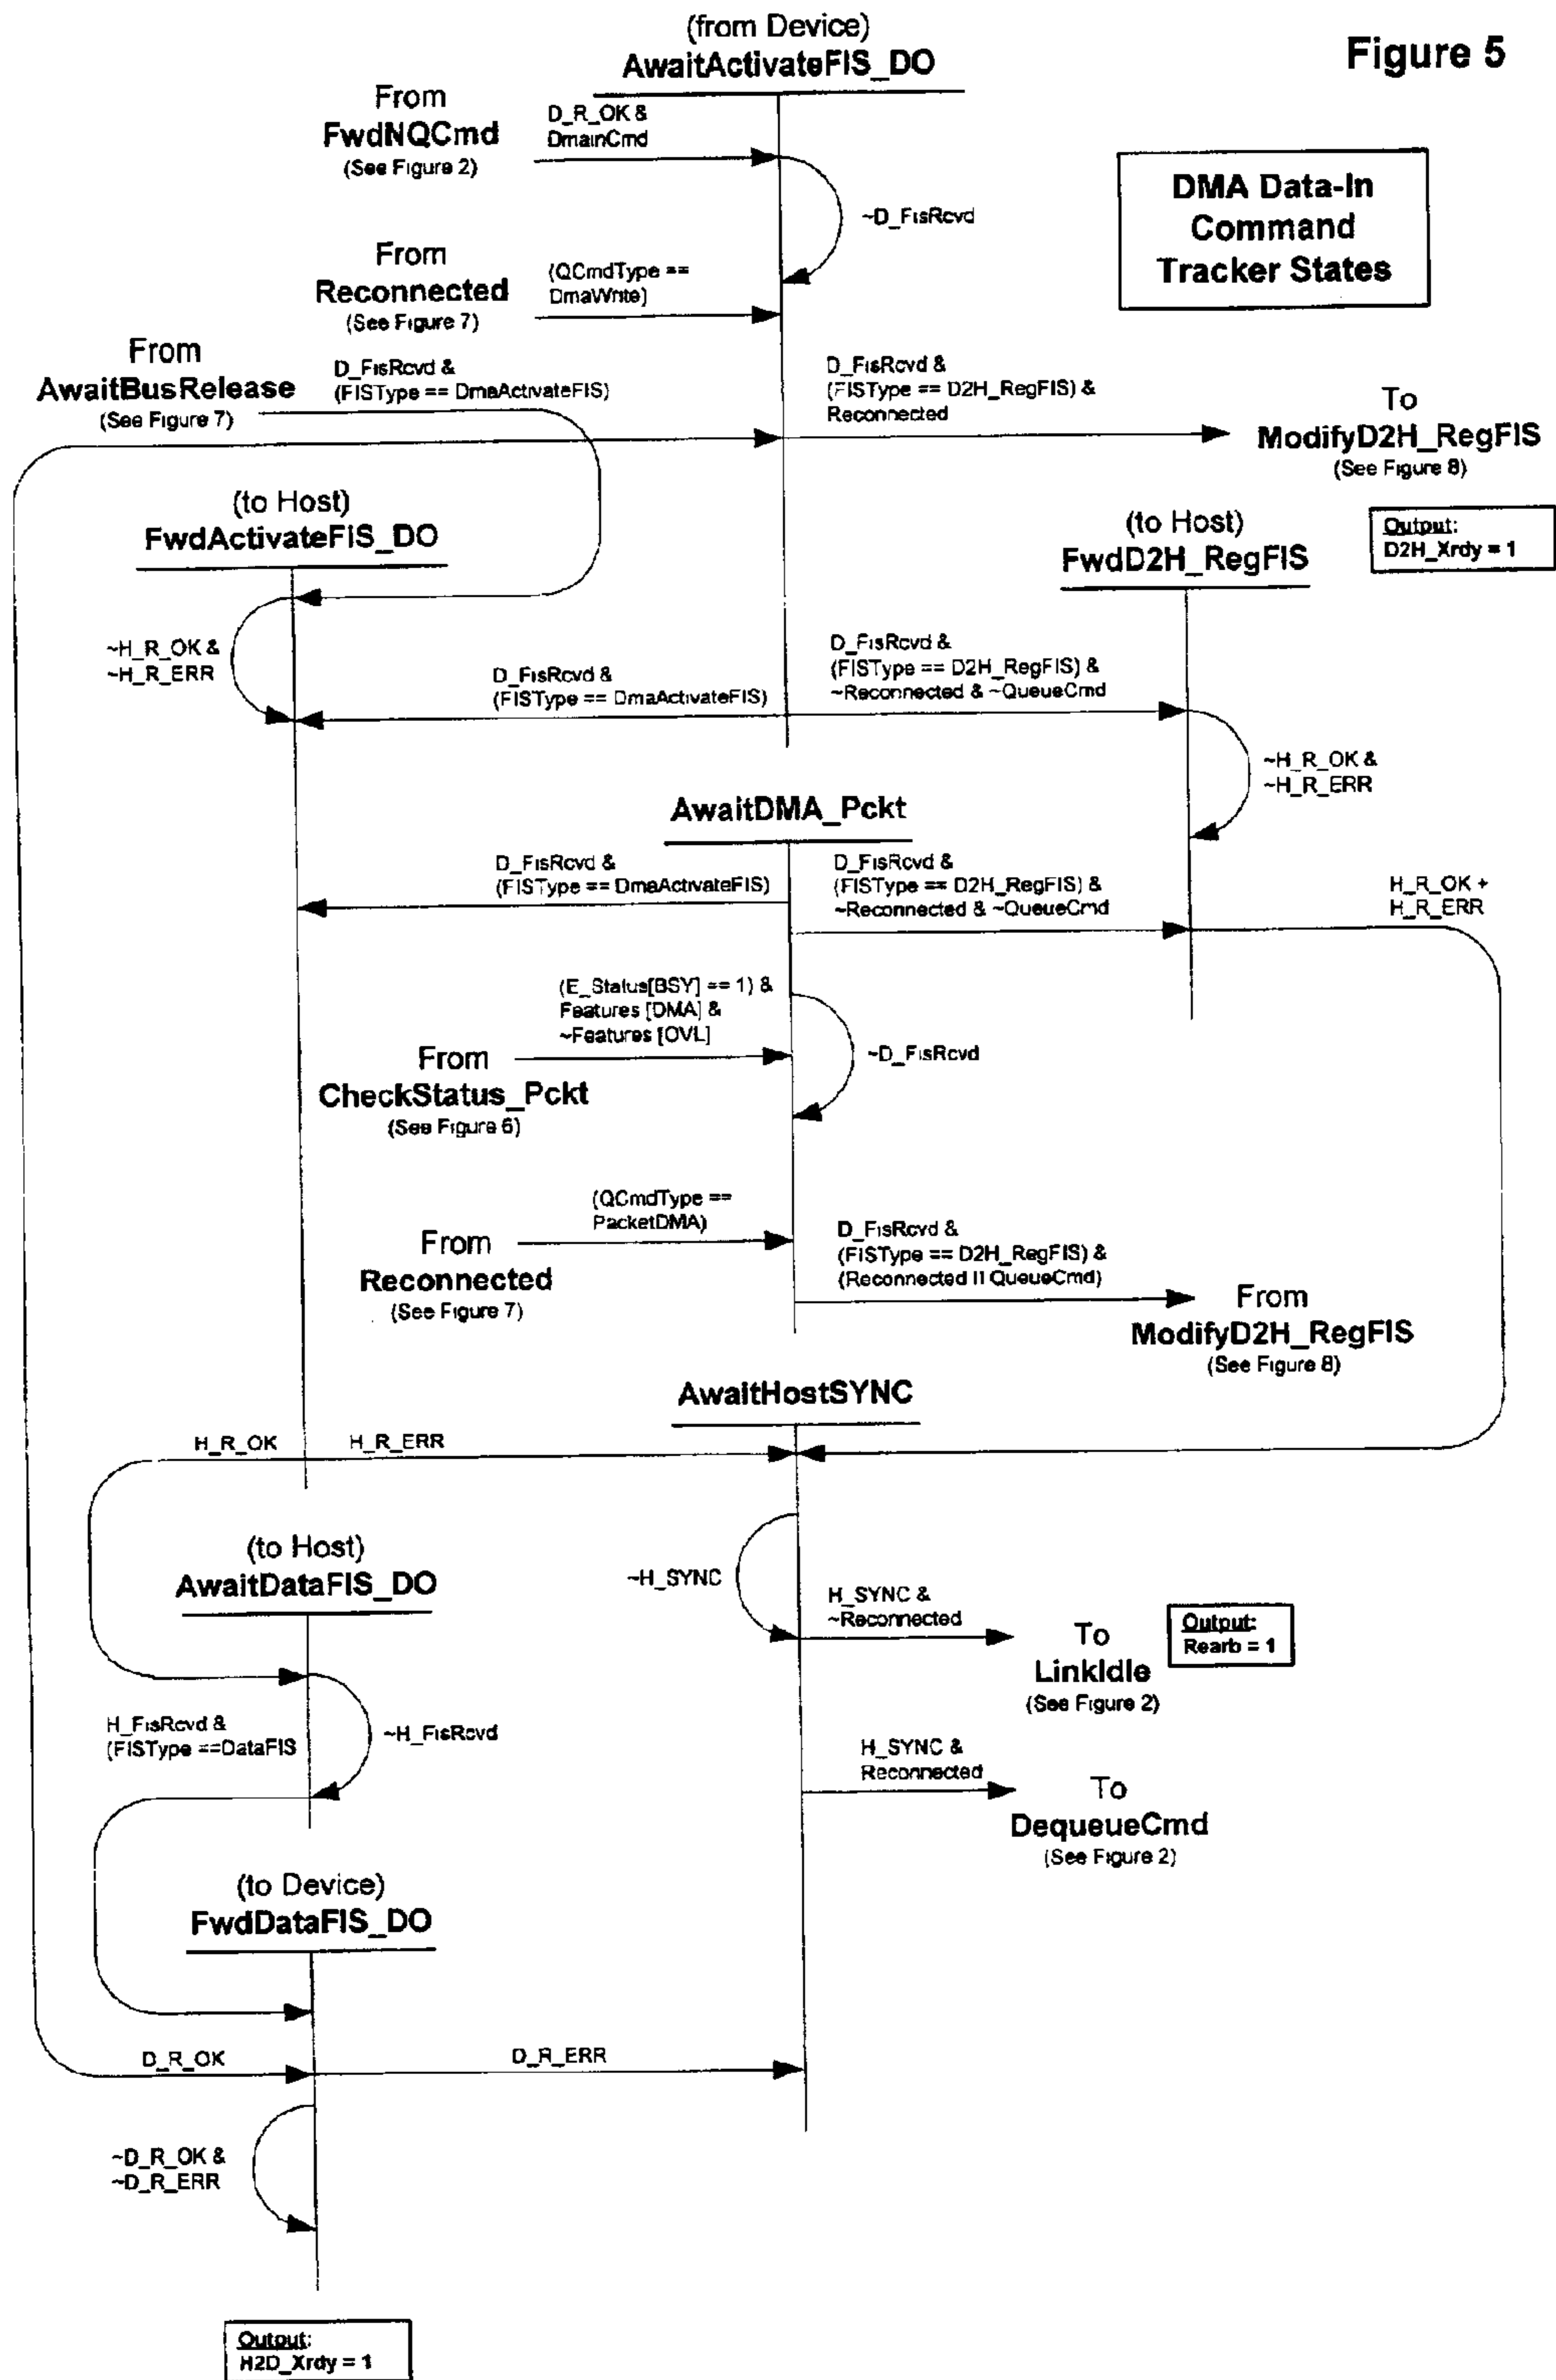 (from Device)
AwaitActivateFIS_DO
Figure 5
From
FwdNQCmd
(See Figure 2)
D_R_OK &
DmainCmd
~D_FisRcvd
DMA Data-In
Command
Tracker States
From
Reconnected
(See Figure 7)
(QCmdType ==
DmaWrite)
From
AwaitBusRelease
(See Figure 7)
D_FisRcvd &
(FISType == DmaActivateFIS)
D_FisRcvd &
(FISType == D2H_RegFIS) &
Reconnected
To
ModifyD2H_RegFIS
(See Figure 8)
(to Host)
FwdActivateFIS_DO
(to Host)
FwdD2H_RegFIS
Output:
D2H_Xrdy = 1
~H_R_OK &
~H_R_ERR
D_FisRcvd &
(FISType == DmaActivateFIS)
D_FisRcvd &
(FISType == D2H_RegFIS) &
~Reconnected & ~QueueCmd
~H_R_OK &
~H_R_ERR
AwaitDMA_Pckt
D_FisRcvd &
(FISType == DmaActivateFIS)
D_FisRcvd &
(FISType == D2H_RegFIS) &
~Reconnected & ~QueueCmd
H_R_OK +
H_R_ERR
(E_Status[BSY] == 1) &
Features [DMA] &
~Features [OVL]
From
CheckStatus_Pckt
(See Figure 6)
~D_FisRcvd
(QCmdType ==
PacketDMA)
From
Reconnected
(See Figure 7)
D_FisRcvd &
(FISType == D2H_RegFIS) &
(Reconnected II QueueCmd)
From
ModifyD2H_RegFIS
(See Figure 8)
AwaitHostSYNC
H_R_OK
H_R_ERR
(to Host)
AwaitDataFIS_DO
~H_SYNC
H_SYNC &
~Reconnected
To
LinkIdle
(See Figure 2)
Output:
Rearb = 1
H_FisRcvd &
(FISType ==DataFIS
~H_FisRcvd
H_SYNC &
Reconnected
To
DequeueCmd
(See Figure 2)
(to Device)
FwdDataFIS_DO
D_R_OK
D_R_ERR
~D_R_OK &
~D_R_ERR
Output:
H2D_Xrdy = 1